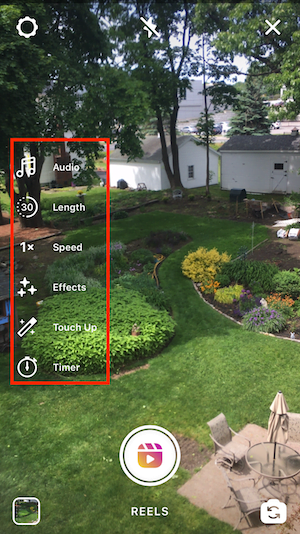 Audio
30 Length
1× Speed
Effects
Touch Up
Timer
REELS